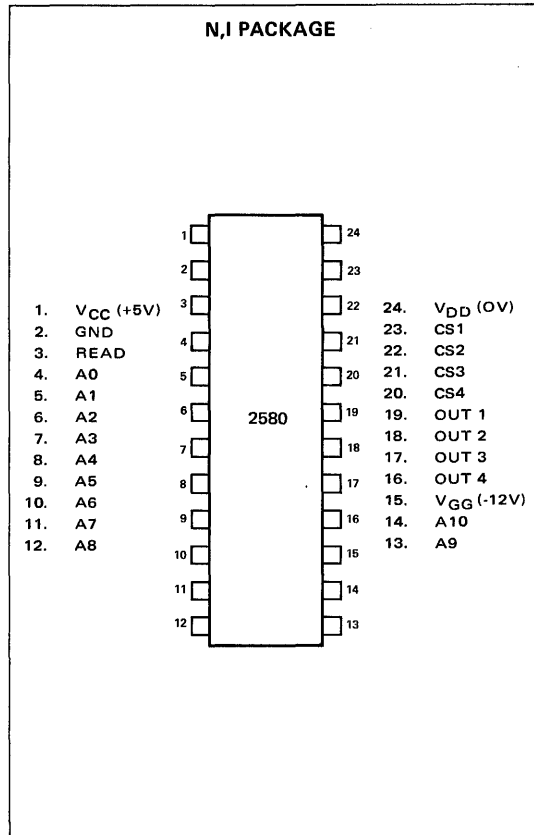 N,I PACKAGE
1. VCC (+5V)
2. GND
3. READ
4. A0
5. A1
6. A2
7. A3
8. A4
9. A5
10. A6
11. A7
12. A8
1
2
3
4
5
6
7
8
9
10
11
12
2580
24
23
22
21
20
19
18
17
16
15
14
13
24. VDD (OV)
23. CS1
22. CS2
21. CS3
20. CS4
19. OUT 1
18. OUT 2
17. OUT 3
16. OUT 4
15. VGG (-12V)
14. A10
13. A9